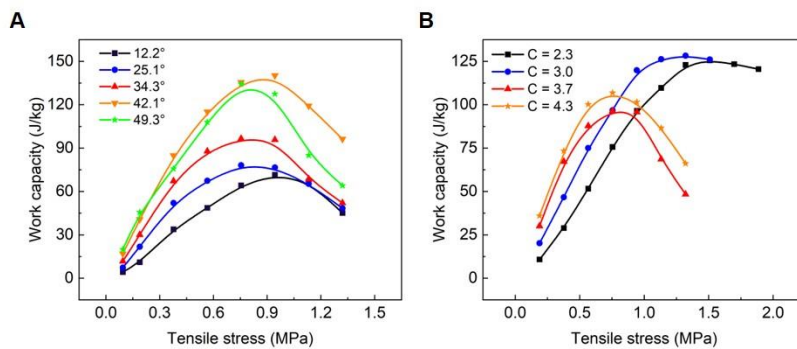 A
150
120
90
60
30
0
Work capacity (J/kg)
12.2°
25.1°
34.3°
42.1°
49.3°
0.0 0.3 0.6 0.9 1.2 1.5
Tensile stress (MPa)
B
125
100
75
50
25
0
Work capacity (J/kg)
C = 2.3
C = 3.0
C = 3.7
C = 4.3
0.0 0.5 1.0 1.5 2.0
Tensile stress (MPa)